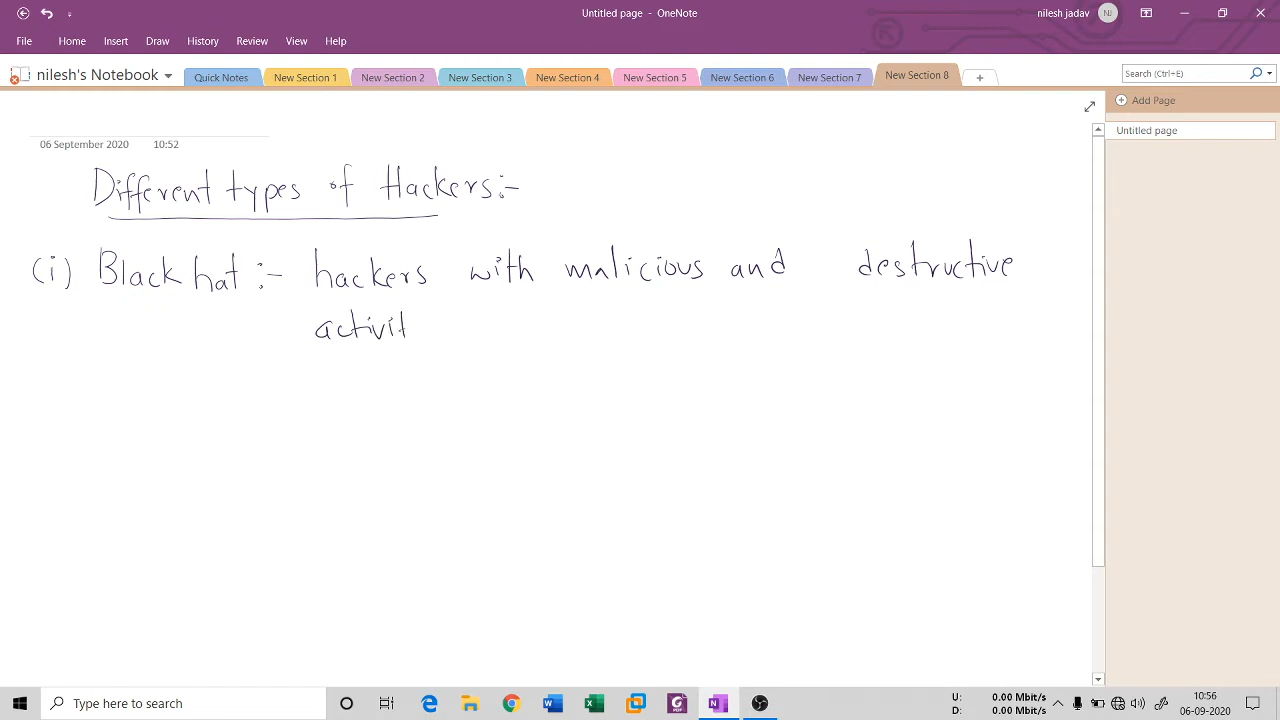 Untitled page - OneNote
nilesh jadav
NJ
File Home Insert Draw History Review View Help
nilesh's Notebook
Quick Notes New Section 1 New Section 2 New Section 3 New Section 4 New Section 5 New Section 6 New Section 7 New Section 8
Search (Ctrl+E)
Add Page
Untitled page
06 September 2020 10:52
Different types of Hackers:-
(i) Black hat :- hackers with malicious and destructive
activit
Type here to search
U: 0.00 Mbit/s
D: 0.00 Mbit/s
10:56
06-09-2020